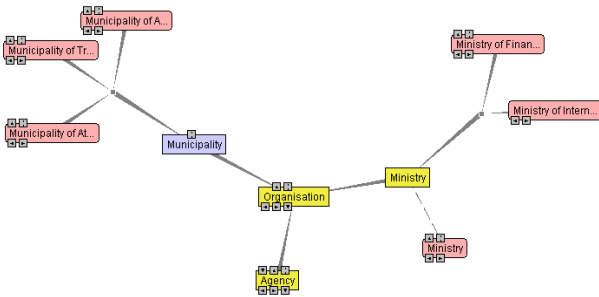 Municipality of A...
Municipality of Tr...
Ministry of Finan...
Ministry of Intern...
Municipality of At...
Municipality
Ministry
Organisation
Ministry
Agency